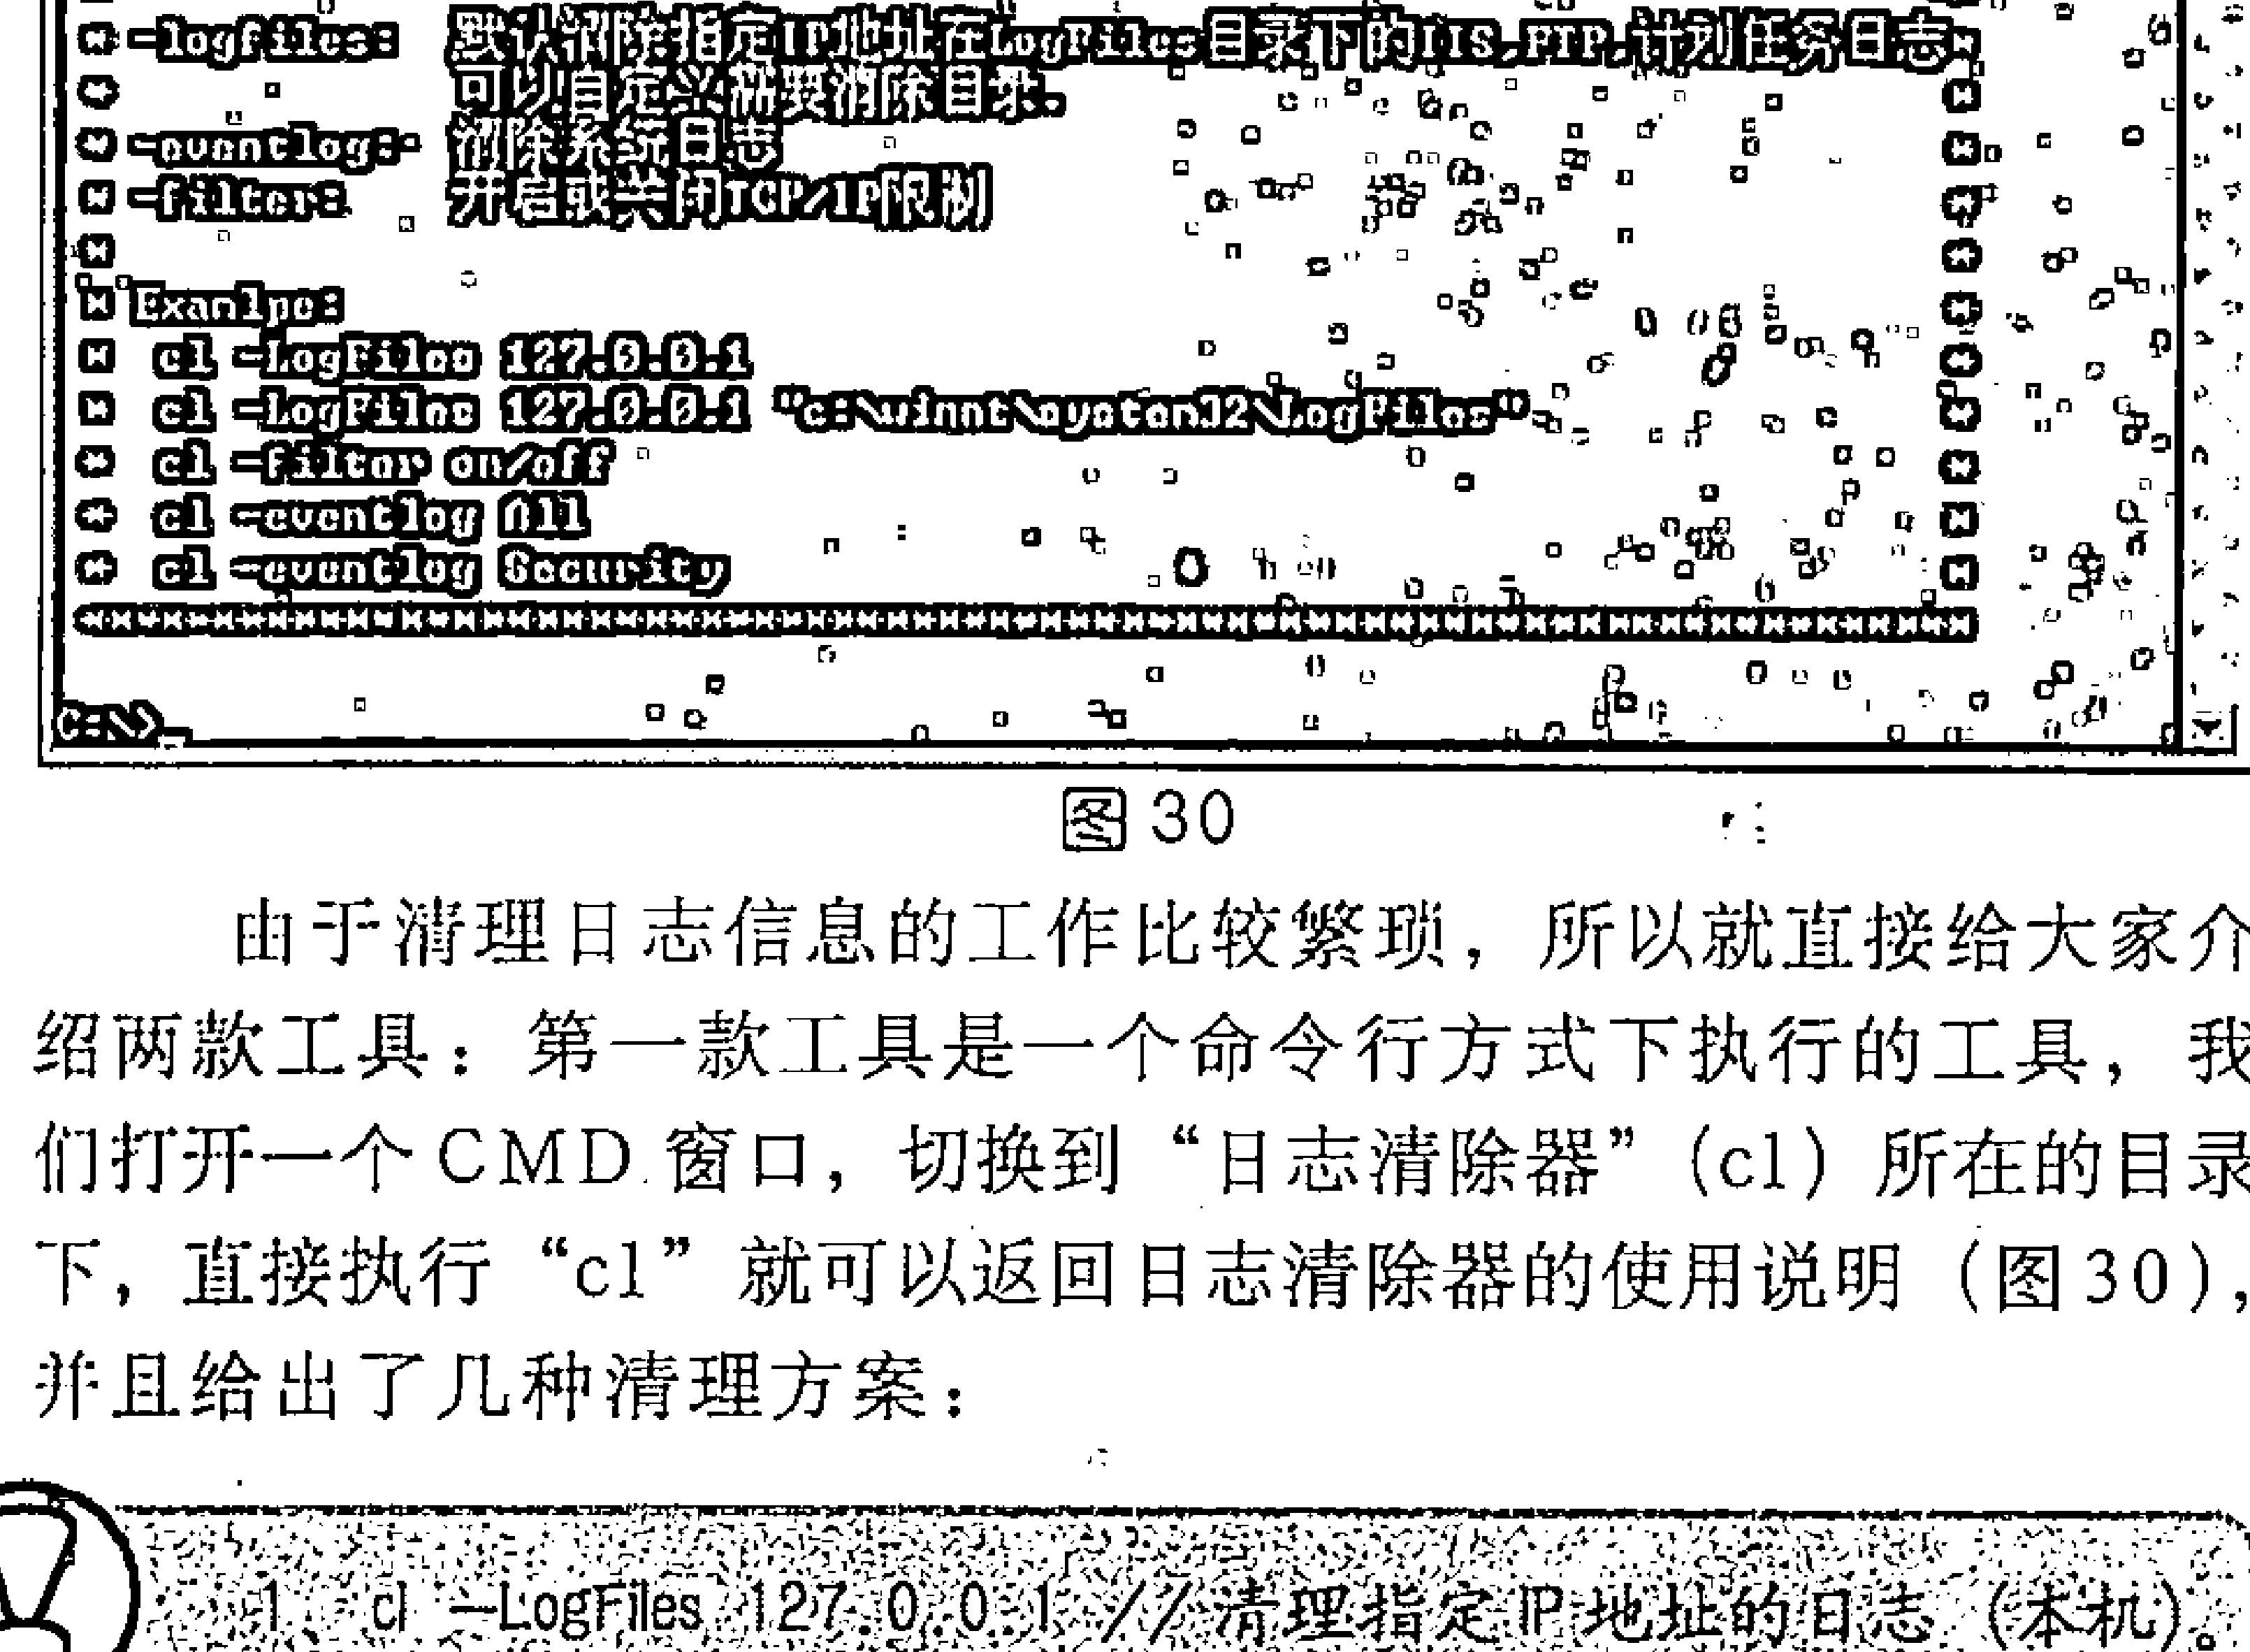 * -logfiles: 默认清除指定IP地址在LogFiles目录下的IIS,FTP,计划任务日志*
* 可以自定义需要清除目录. *
* -eventlog: 清除系统日志 *
* -filter: 开启或关闭TCP/IP限制 *
* *
* Examlpe: *
* cl -LogFiles 127.0.0.1 *
* cl -LogFiles 127.0.0.1 "c:\winnt\system32\LogFiles" *
* cl -filter on/off *
* cl -eventlog All *
* cl -eventlog Security *
C:\>_
图30
由于清理日志信息的工作比较繁琐，所以就直接给大家介
绍两款工具：第一款工具是一个命令行方式下执行的工具，我
们打开一个CMD窗口，切换到“日志清除器”(cl) 所在的目录
下，直接执行“cl”就可以返回日志清除器的使用说明（图30），
并且给出了几种清理方案：
1、cl —LogFiles 127.0.0.1 //清理指定IP地址的日志（本机）。